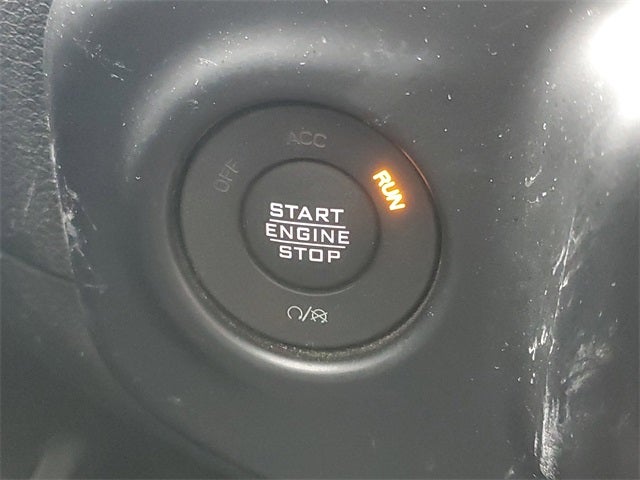 ACC
OFF
RUN
START
ENGINE
STOP